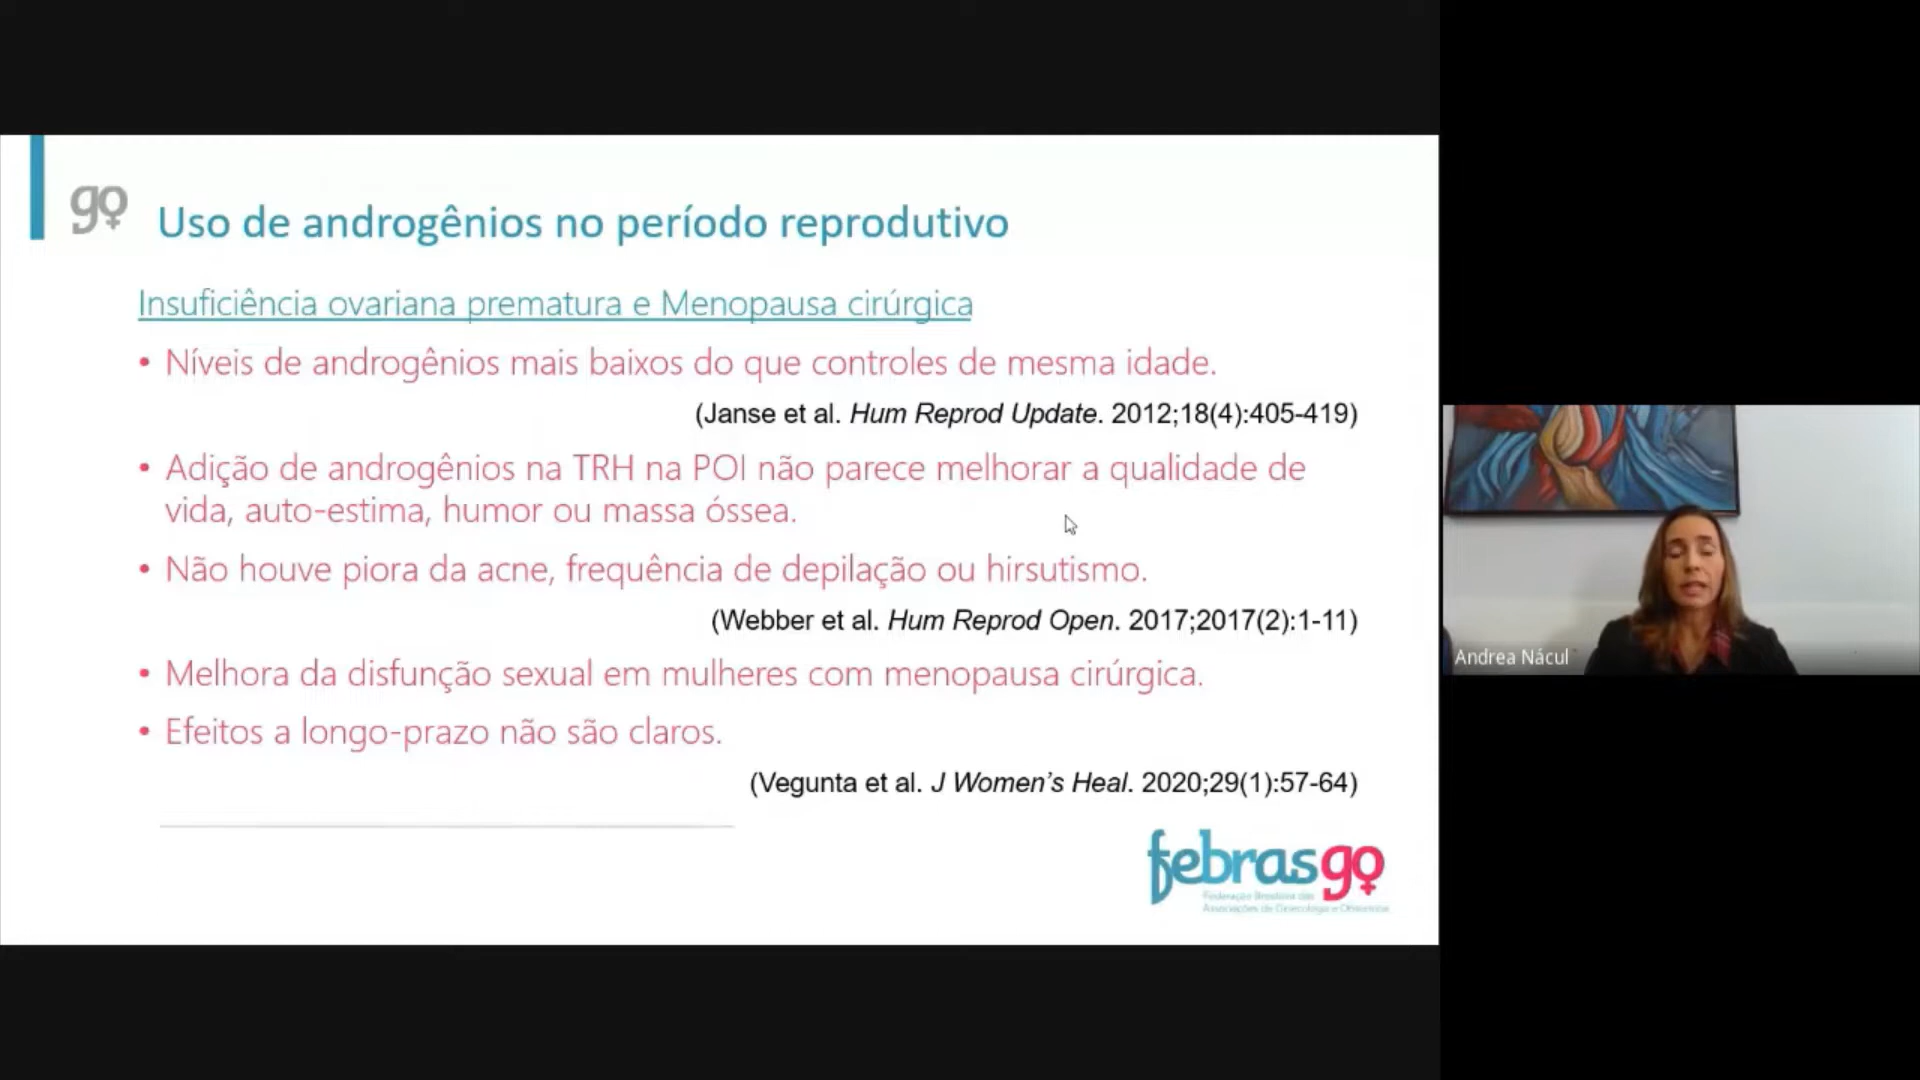 go
Uso de androgênios no período reprodutivo
Insuficiência ovariana prematura e Menopausa cirúrgica
• Níveis de androgênios mais baixos do que controles de mesma idade.
(Janse et al. Hum Reprod Update. 2012;18(4):405-419)
• Adição de androgênios na TRH na POI não parece melhorar a qualidade de
vida, auto-estima, humor ou massa óssea.
• Não houve piora da acne, frequência de depilação ou hirsutismo.
(Webber et al. Hum Reprod Open. 2017;2017(2):1-11)
• Melhora da disfunção sexual em mulheres com menopausa cirúrgica.
• Efeitos a longo-prazo não são claros.
(Vegunta et al. J Women’s Heal. 2020;29(1):57-64)
febrasgo
Federação Brasileira das
Associações de Ginecologia e Obstetrícia
Andrea Nácul